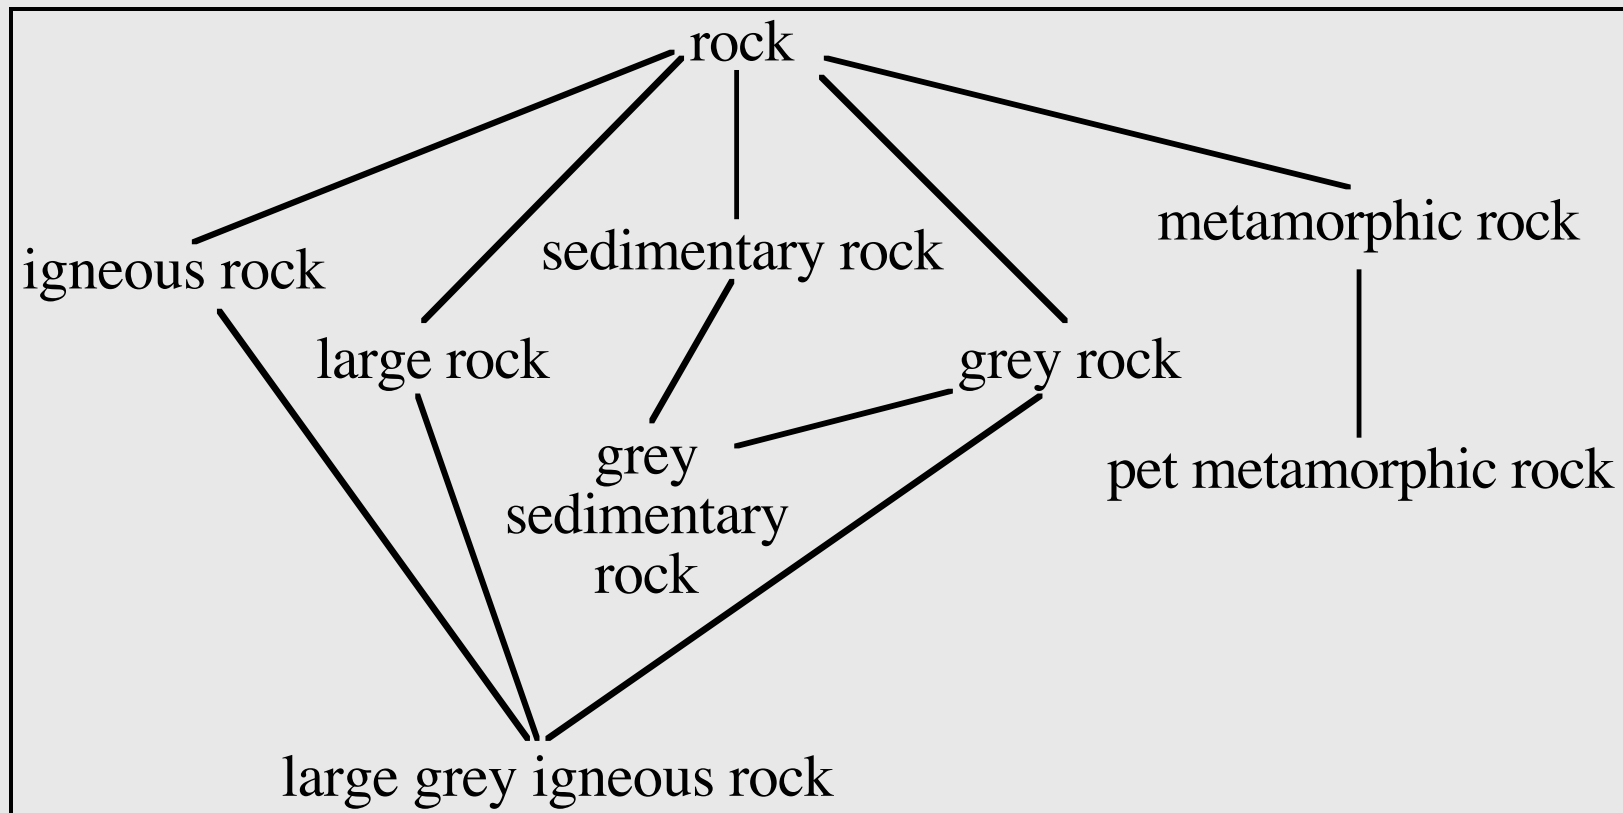 rock
metamorphic rock
sedimentary rock
igneous rock
large rock
grey rock
grey
sedimentary
rock
pet metamorphic rock
large grey igneous rock